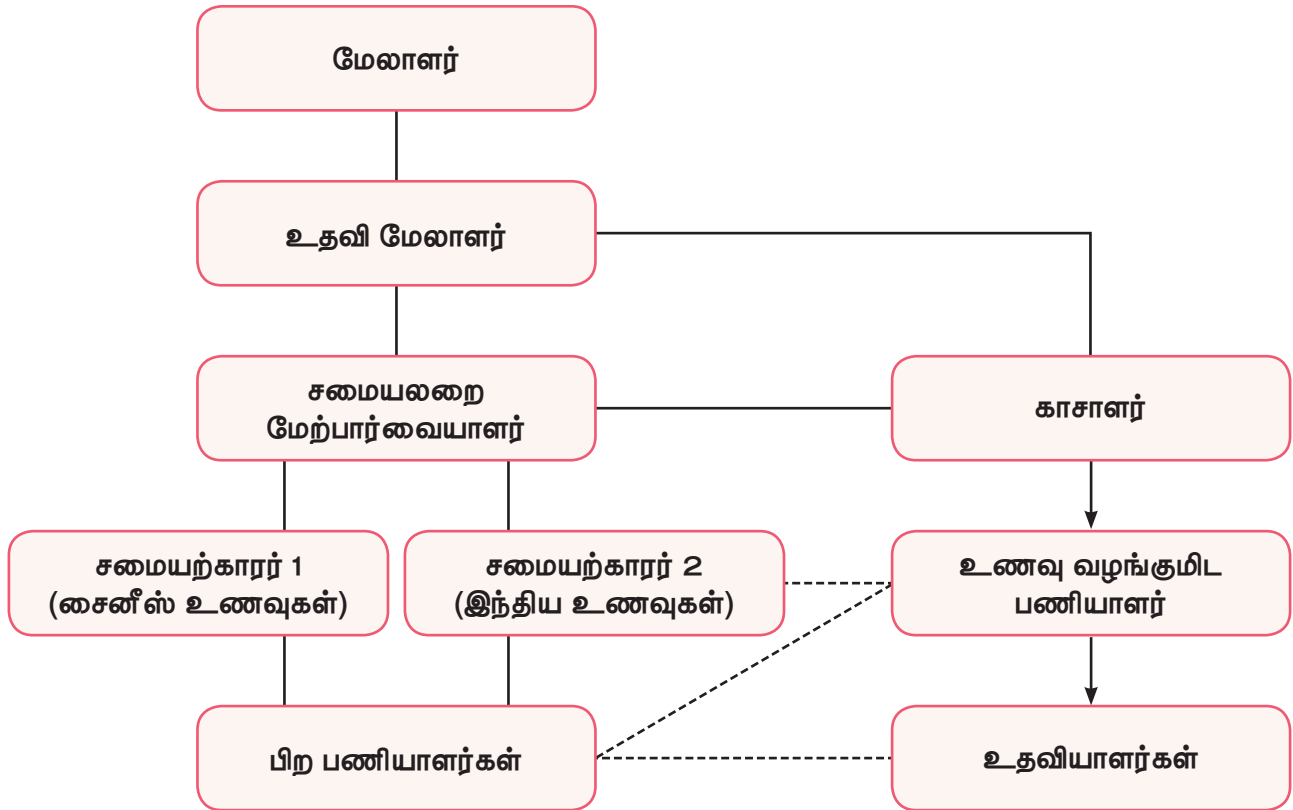 மேலாளர்
உதவி மேலாளர்
சமையலறை
மேற்பார்வையாளர்
காசாளர்
சமையற்காரர் 1
(சைனீஸ் உணவுகள்)
சமையற்காரர் 2
(இந்திய உணவுகள்)
உணவு வழங்குமிட
பணியாளர்
பிற பணியாளர்கள்
உதவியாளர்கள்